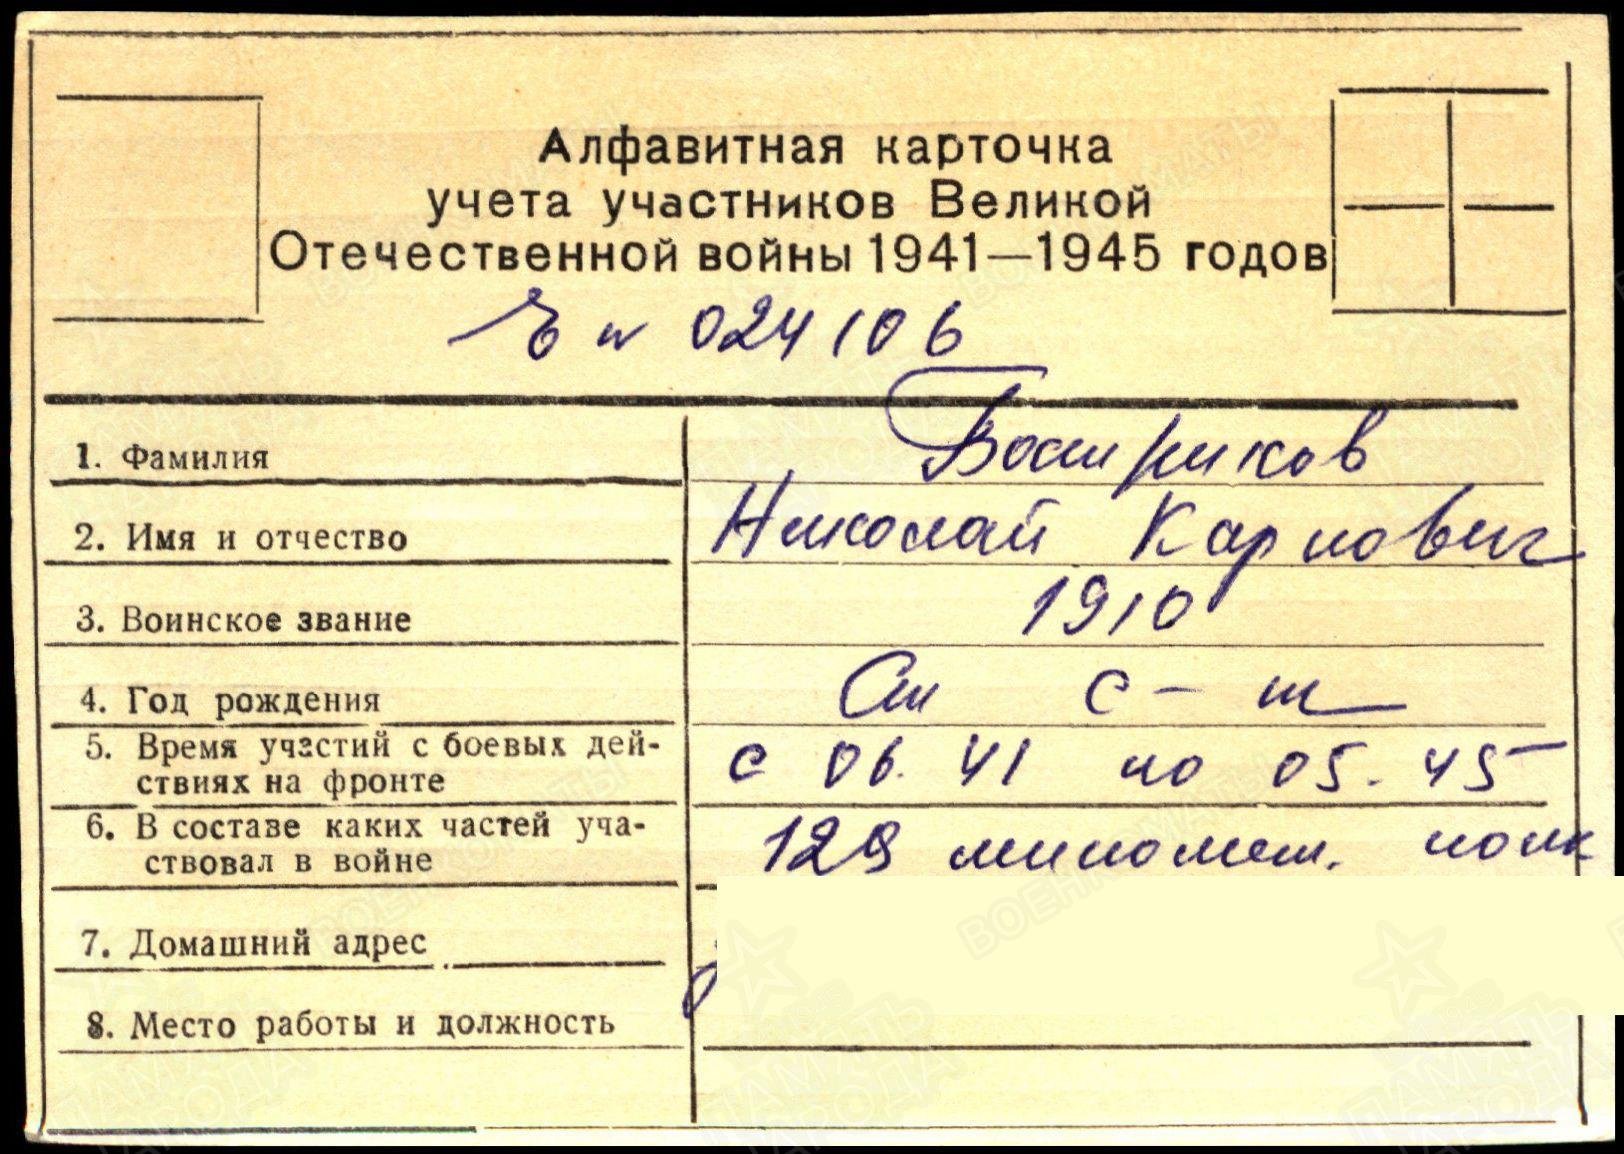 Алфавитная карточка
учета участников Великой
Отечественной войны 1941—1945 годов
024106
1. Фамилия
2. Имя и отчество Николай Карпович
3. Воинское звание 1910
4. Год рождения Ст с-т
5. Время участий с боевых дей-
ствиях на фронте с 06. 41 по 05. 45
6. В составе каких частей уча-
ствовал в войне 129 миномет. полк
7. Домашний адрес
8. Место работы и должность